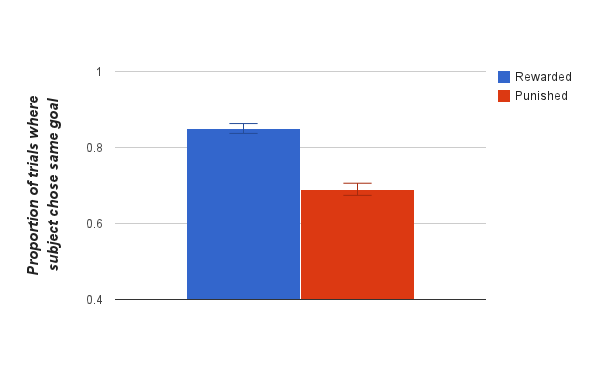 Proportion of trials where
subject chose same goal
1
0.8
0.6
0.4
Rewarded
Punished